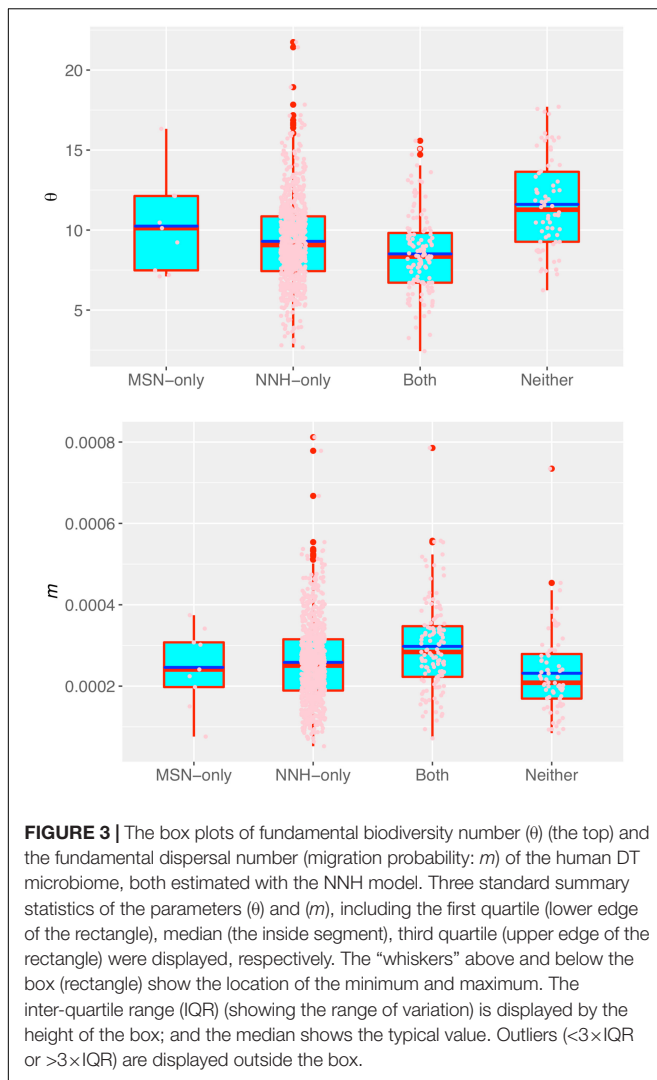 20
15
θ
10
5
MSN–only NNH–only Both Neither
0.0008
0.0006
m
0.0004
0.0002
MSN–only NNH–only Both Neither
FIGURE 3 | The box plots of fundamental biodiversity number (θ) (the top) and
the fundamental dispersal number (migration probability: m) of the human DT
microbiome, both estimated with the NNH model. Three standard summary
statistics of the parameters (θ) and (m), including the first quartile (lower edge
of the rectangle), median (the inside segment), third quartile (upper edge of the
rectangle) were displayed, respectively. The “whiskers” above and below the
box (rectangle) show the location of the minimum and maximum. The
inter-quartile range (IQR) (showing the range of variation) is displayed by the
height of the box; and the median shows the typical value. Outliers (<3×IQR
or >3×IQR) are displayed outside the box.